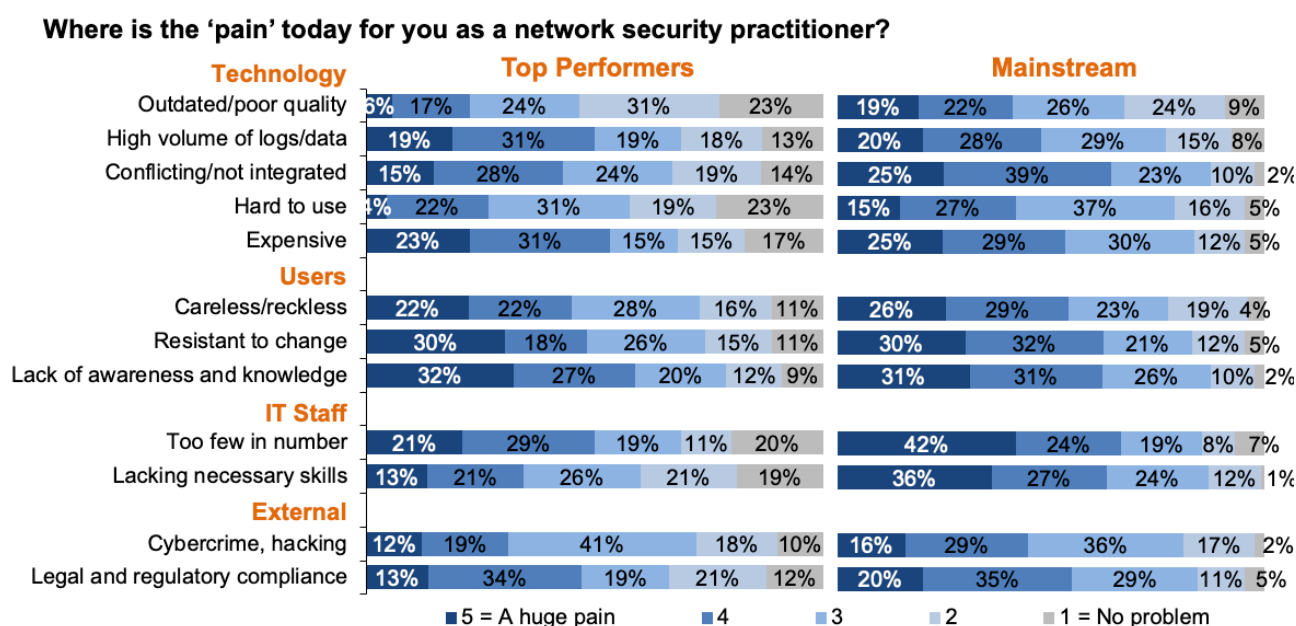 Where is the ‘pain’ today for you as a network security practitioner?
Technology Top Performers Mainstream
Outdated/poor quality 6% 17% 24% 31% 23% 19% 22% 26% 24% 9%
High volume of logs/data 19% 31% 19% 18% 13% 20% 28% 29% 15% 8%
Conflicting/not integrated 15% 28% 24% 19% 14% 25% 39% 23% 10% 2%
Hard to use 4% 22% 31% 19% 23% 15% 27% 37% 16% 5%
Expensive 23% 31% 15% 15% 17% 25% 29% 30% 12% 5%
Users
Careless/reckless 22% 22% 28% 16% 11% 26% 29% 23% 19% 4%
Resistant to change 30% 18% 26% 15% 11% 30% 32% 21% 12% 5%
Lack of awareness and knowledge 32% 27% 20% 12% 9% 31% 31% 26% 10% 2%
IT Staff
Too few in number 21% 29% 19% 11% 20% 42% 24% 19% 8% 7%
Lacking necessary skills 13% 21% 26% 21% 19% 36% 27% 24% 12% 1%
External
Cybercrime, hacking 12% 19% 41% 18% 10% 16% 29% 36% 17% 2%
Legal and regulatory compliance 13% 34% 19% 21% 12% 20% 35% 29% 11% 5%
5 = A huge pain 4 3 2 1 = No problem